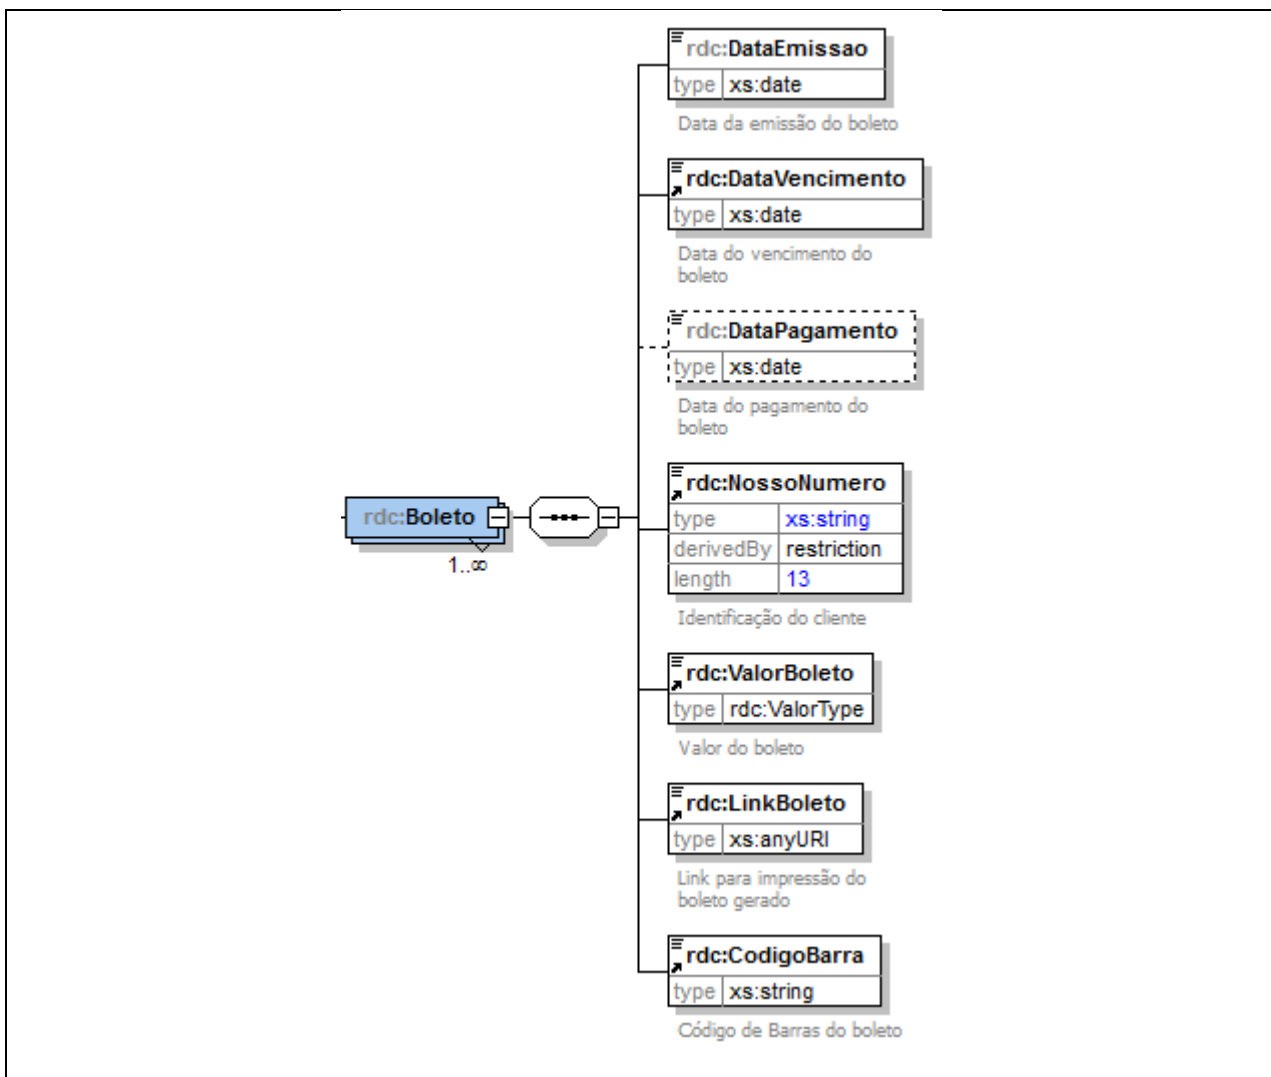 rdc:DataEmissao
type xs:date
Data da emissão do boleto
rdc:DataVencimento
type xs:date
Data do vencimento do
boleto
rdc:DataPagamento
type xs:date
Data do pagamento do
boleto
rdc:Boleto
1..∞
rdc:NossoNumero
type xs:string
derivedBy restriction
length 13
Identificação do cliente
rdc:ValorBoleto
type rdc:ValorType
Valor do boleto
rdc:LinkBoleto
type xs:anyURI
Link para impressão do
boleto gerado
rdc:CodigoBarra
type xs:string
Código de Barras do boleto